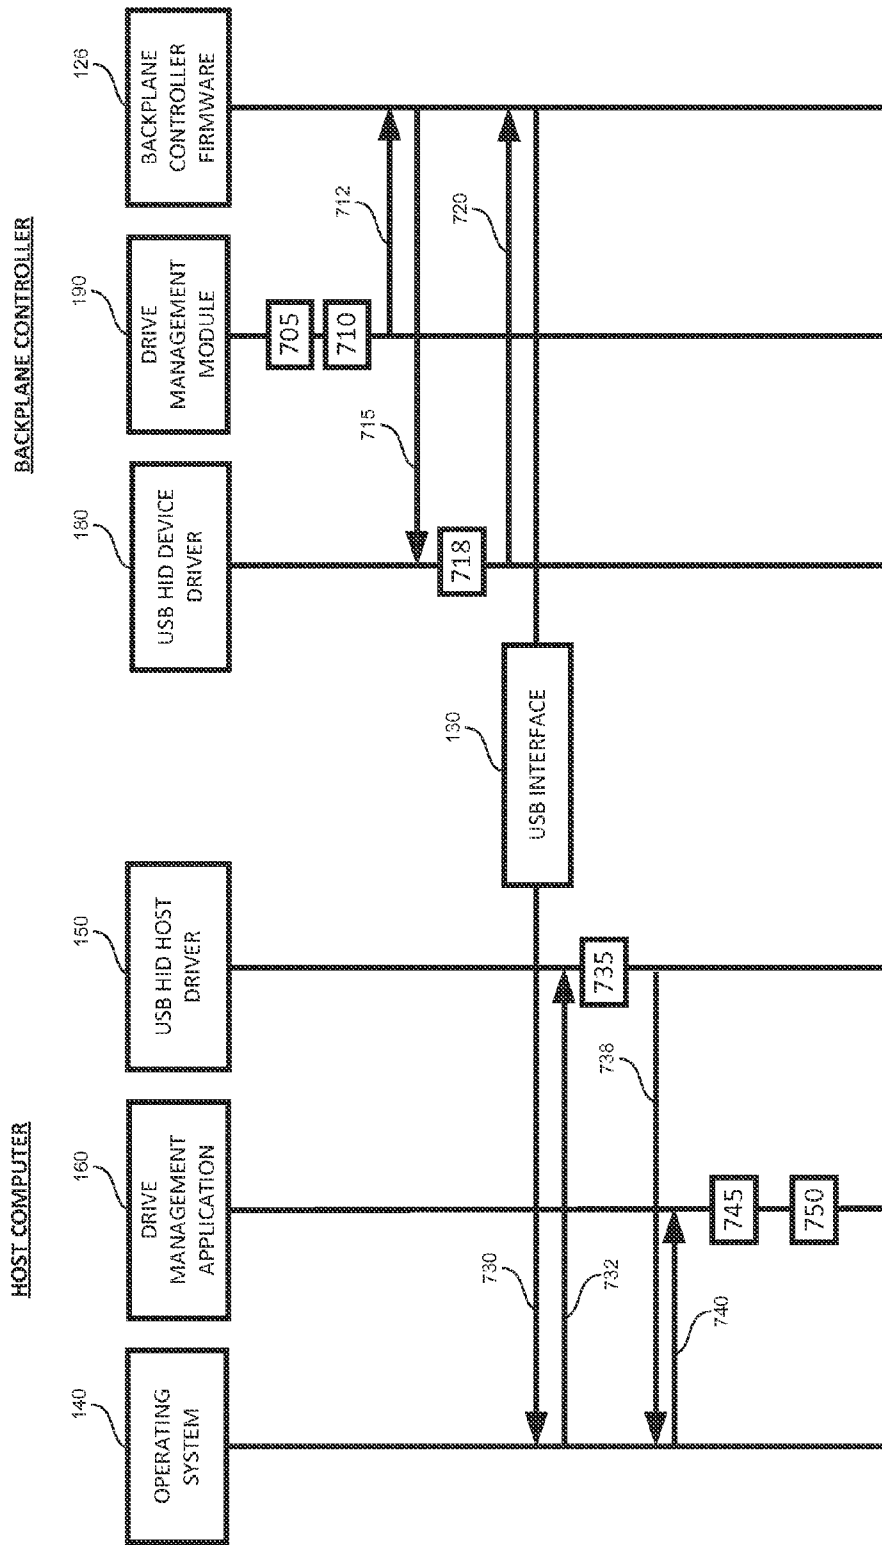 HOST COMPUTER
BACKPLANE CONTROLLER
140
160
150
180
190
126
OPERATING
SYSTEM
DRIVE
MANAGEMENT
APPLICATION
USB HID HOST
DRIVER
USB HID DEVICE
DRIVER
DRIVE
MANAGEMENT
MODULE
BACKPLANE
CONTROLLER
FIRMWARE
705
710
712
715
718
720
130
USB INTERFACE
730
732
735
738
740
745
750